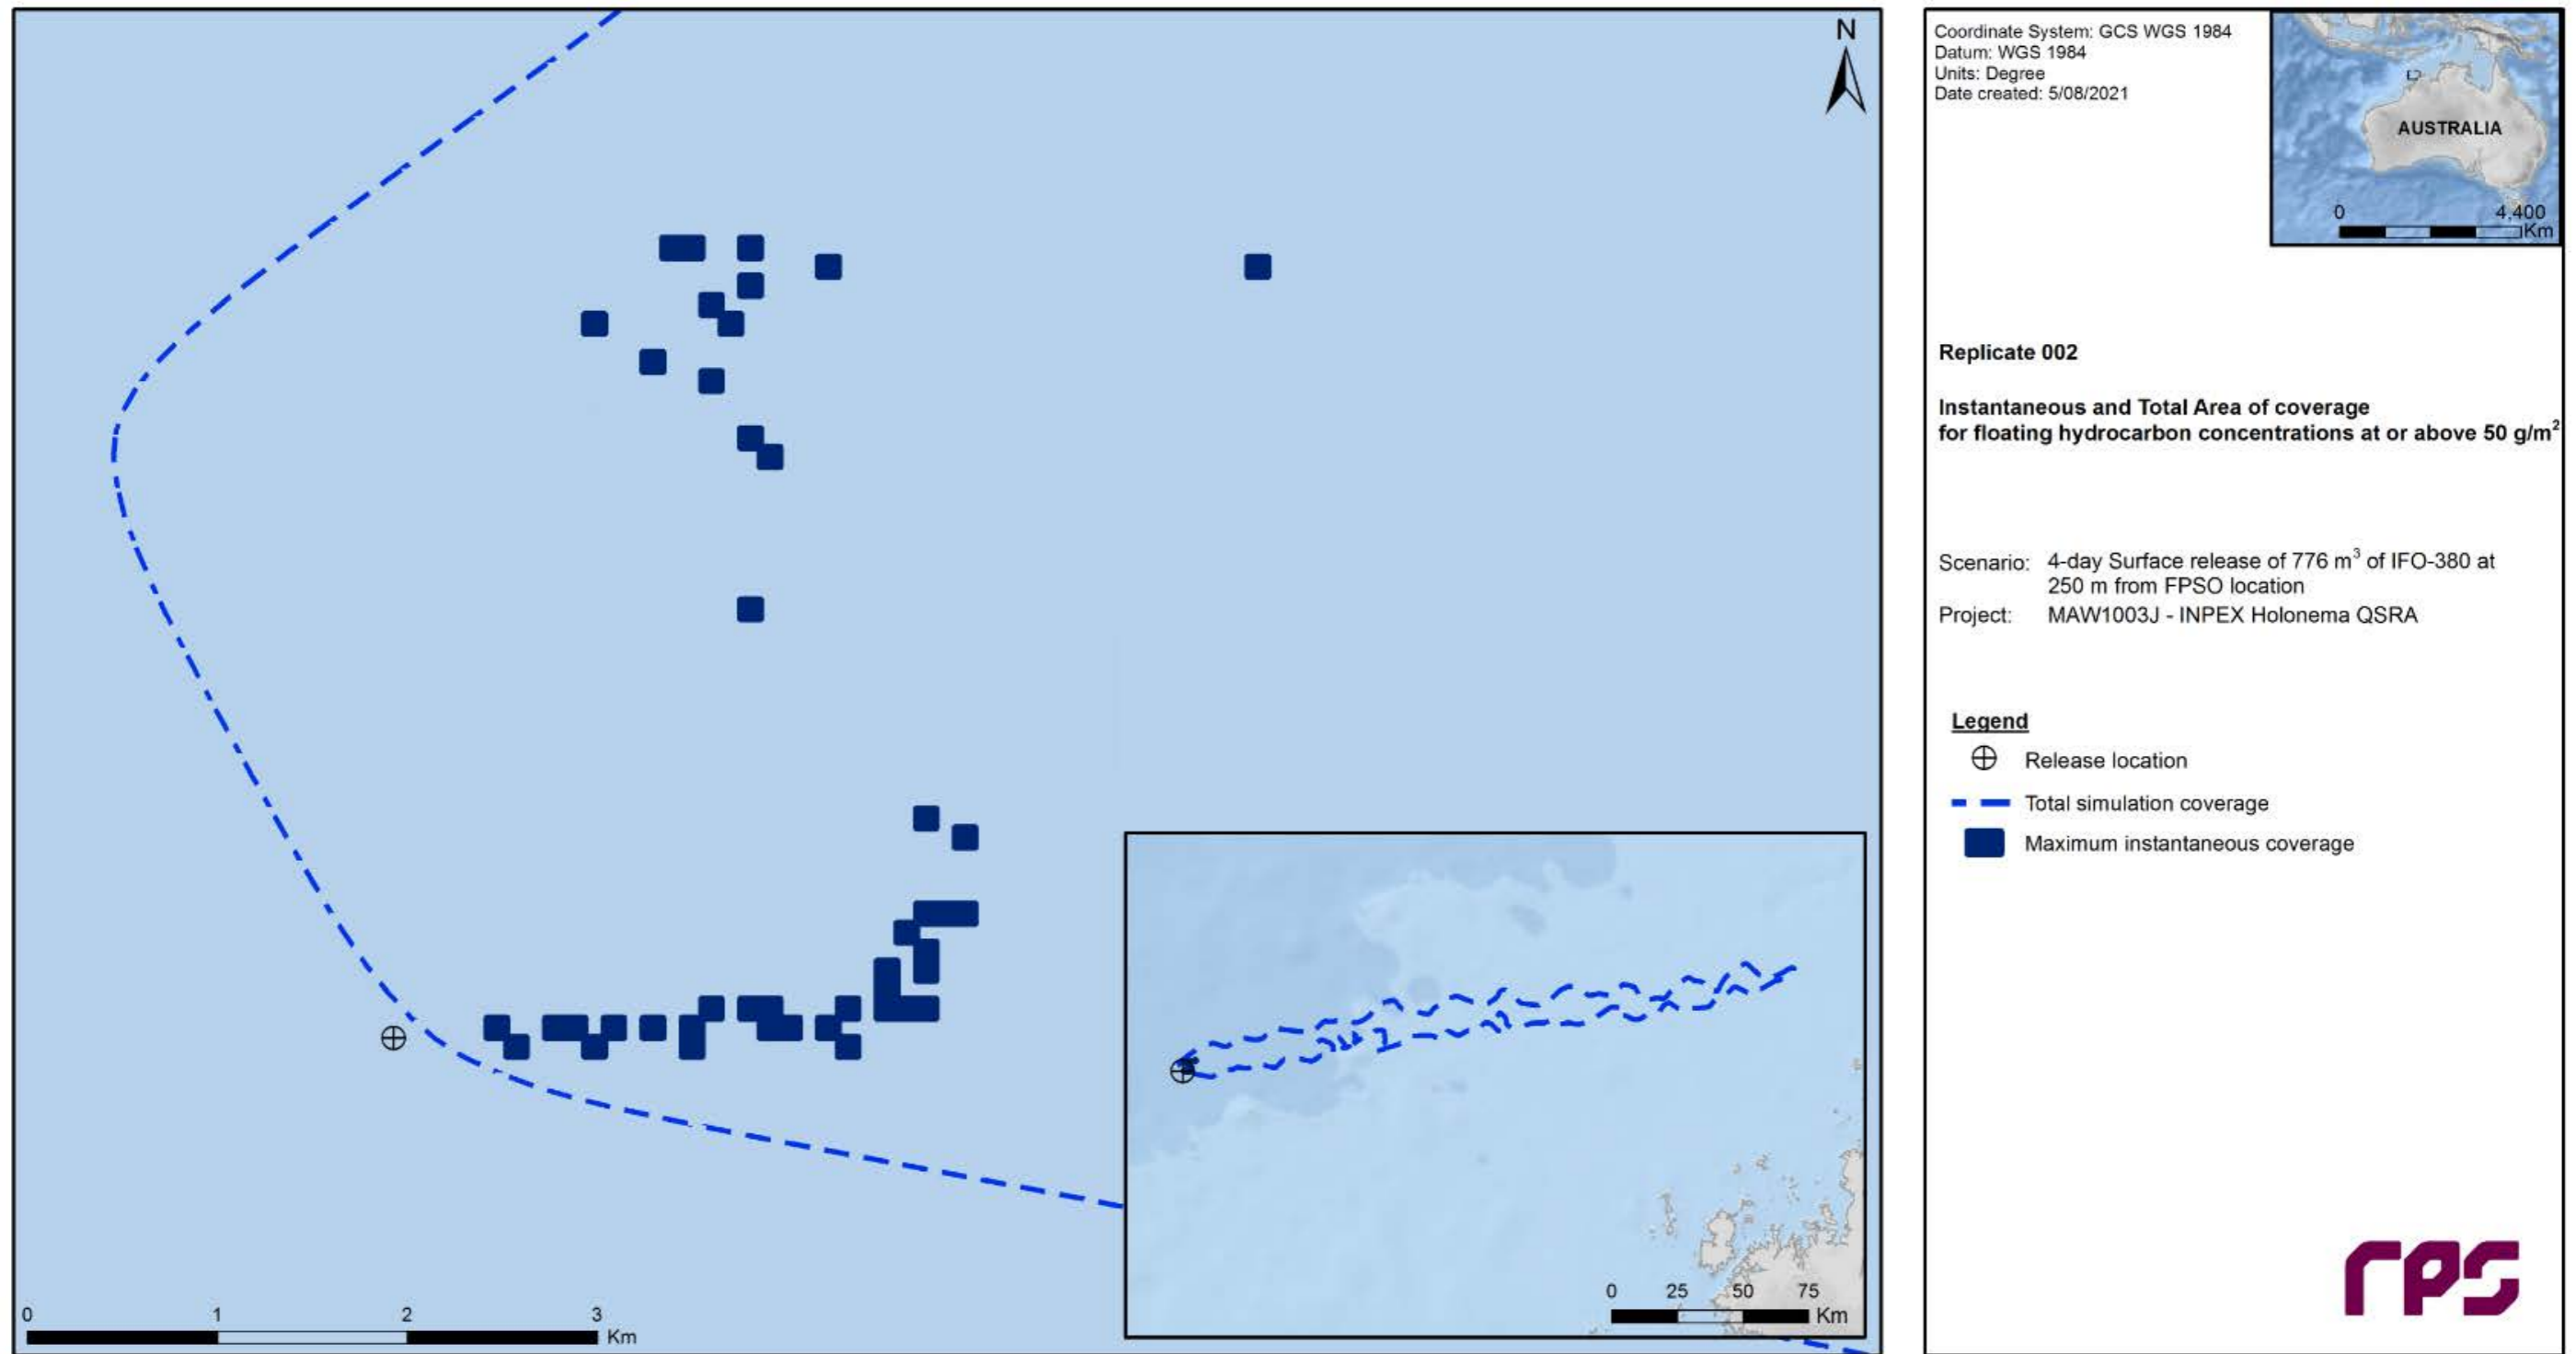 N
0 1 2 3
Km
0 25 50 75
Km
Coordinate System: GCS WGS 1984
Datum: WGS 1984
Units: Degree
Date created: 5/08/2021
AUSTRALIA
0 4,400
Km
Replicate 002
Instantaneous and Total Area of coverage
for floating hydrocarbon concentrations at or above 50 g/m²
Scenario: 4-day Surface release of 776 m³ of IFO-380 at
250 m from FPSO location
Project: MAW1003J - INPEX Holonema QSRA
Legend
Release location
Total simulation coverage
Maximum instantaneous coverage
rps